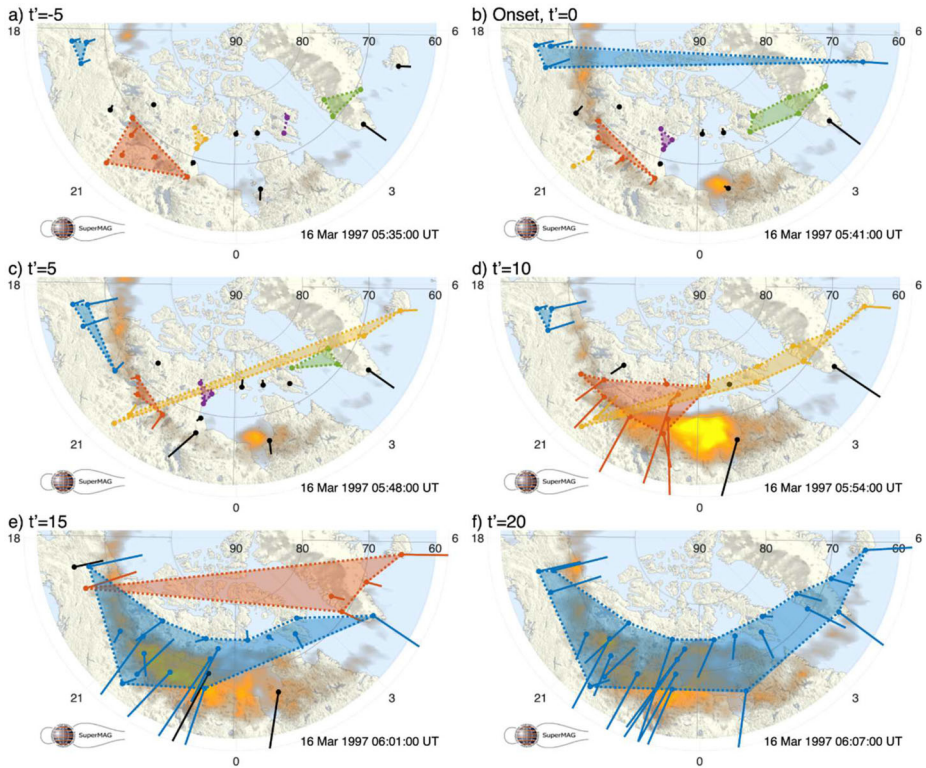 a) t'=-5
18 90 80 70 60 6
21 3
0
SuperMAG
16 Mar 1997 05:35:00 UT
b) Onset, t'=0
18 90 80 70 60 6
21 3
0
SuperMAG
16 Mar 1997 05:41:00 UT
c) t'=5
18 90 80 70 60 6
21 3
0
SuperMAG
16 Mar 1997 05:48:00 UT
d) t'=10
18 90 80 70 60 6
21 3
0
SuperMAG
16 Mar 1997 05:54:00 UT
e) t'=15
18 90 80 70 60 6
21 3
0
SuperMAG
16 Mar 1997 06:01:00 UT
f) t'=20
18 90 80 70 60 6
21 3
0
SuperMAG
16 Mar 1997 06:07:00 UT